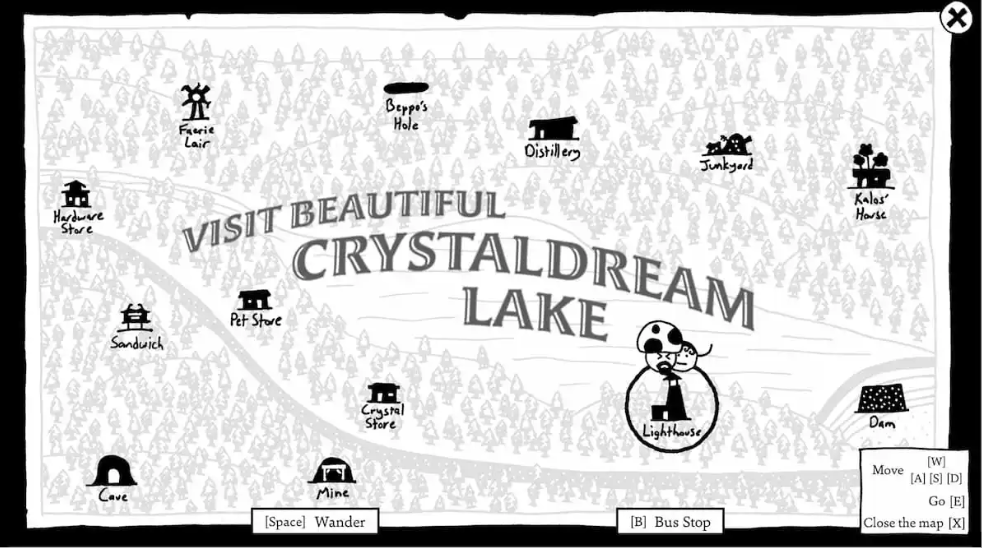 Faerie
Lair
Beppo's
Hole
Distillery
Junkyard
Kalos'
House
Hardware
Store
VISIT BEAUTIFUL
CRYSTALDREAM
LAKE
Pet Store
Sandwich
Crystal
Store
Lighthouse
Dam
Cave
Mine
[Space] Wander
[B] Bus Stop
Move [W]
[A] [S] [D]
Go [E]
Close the map [X]